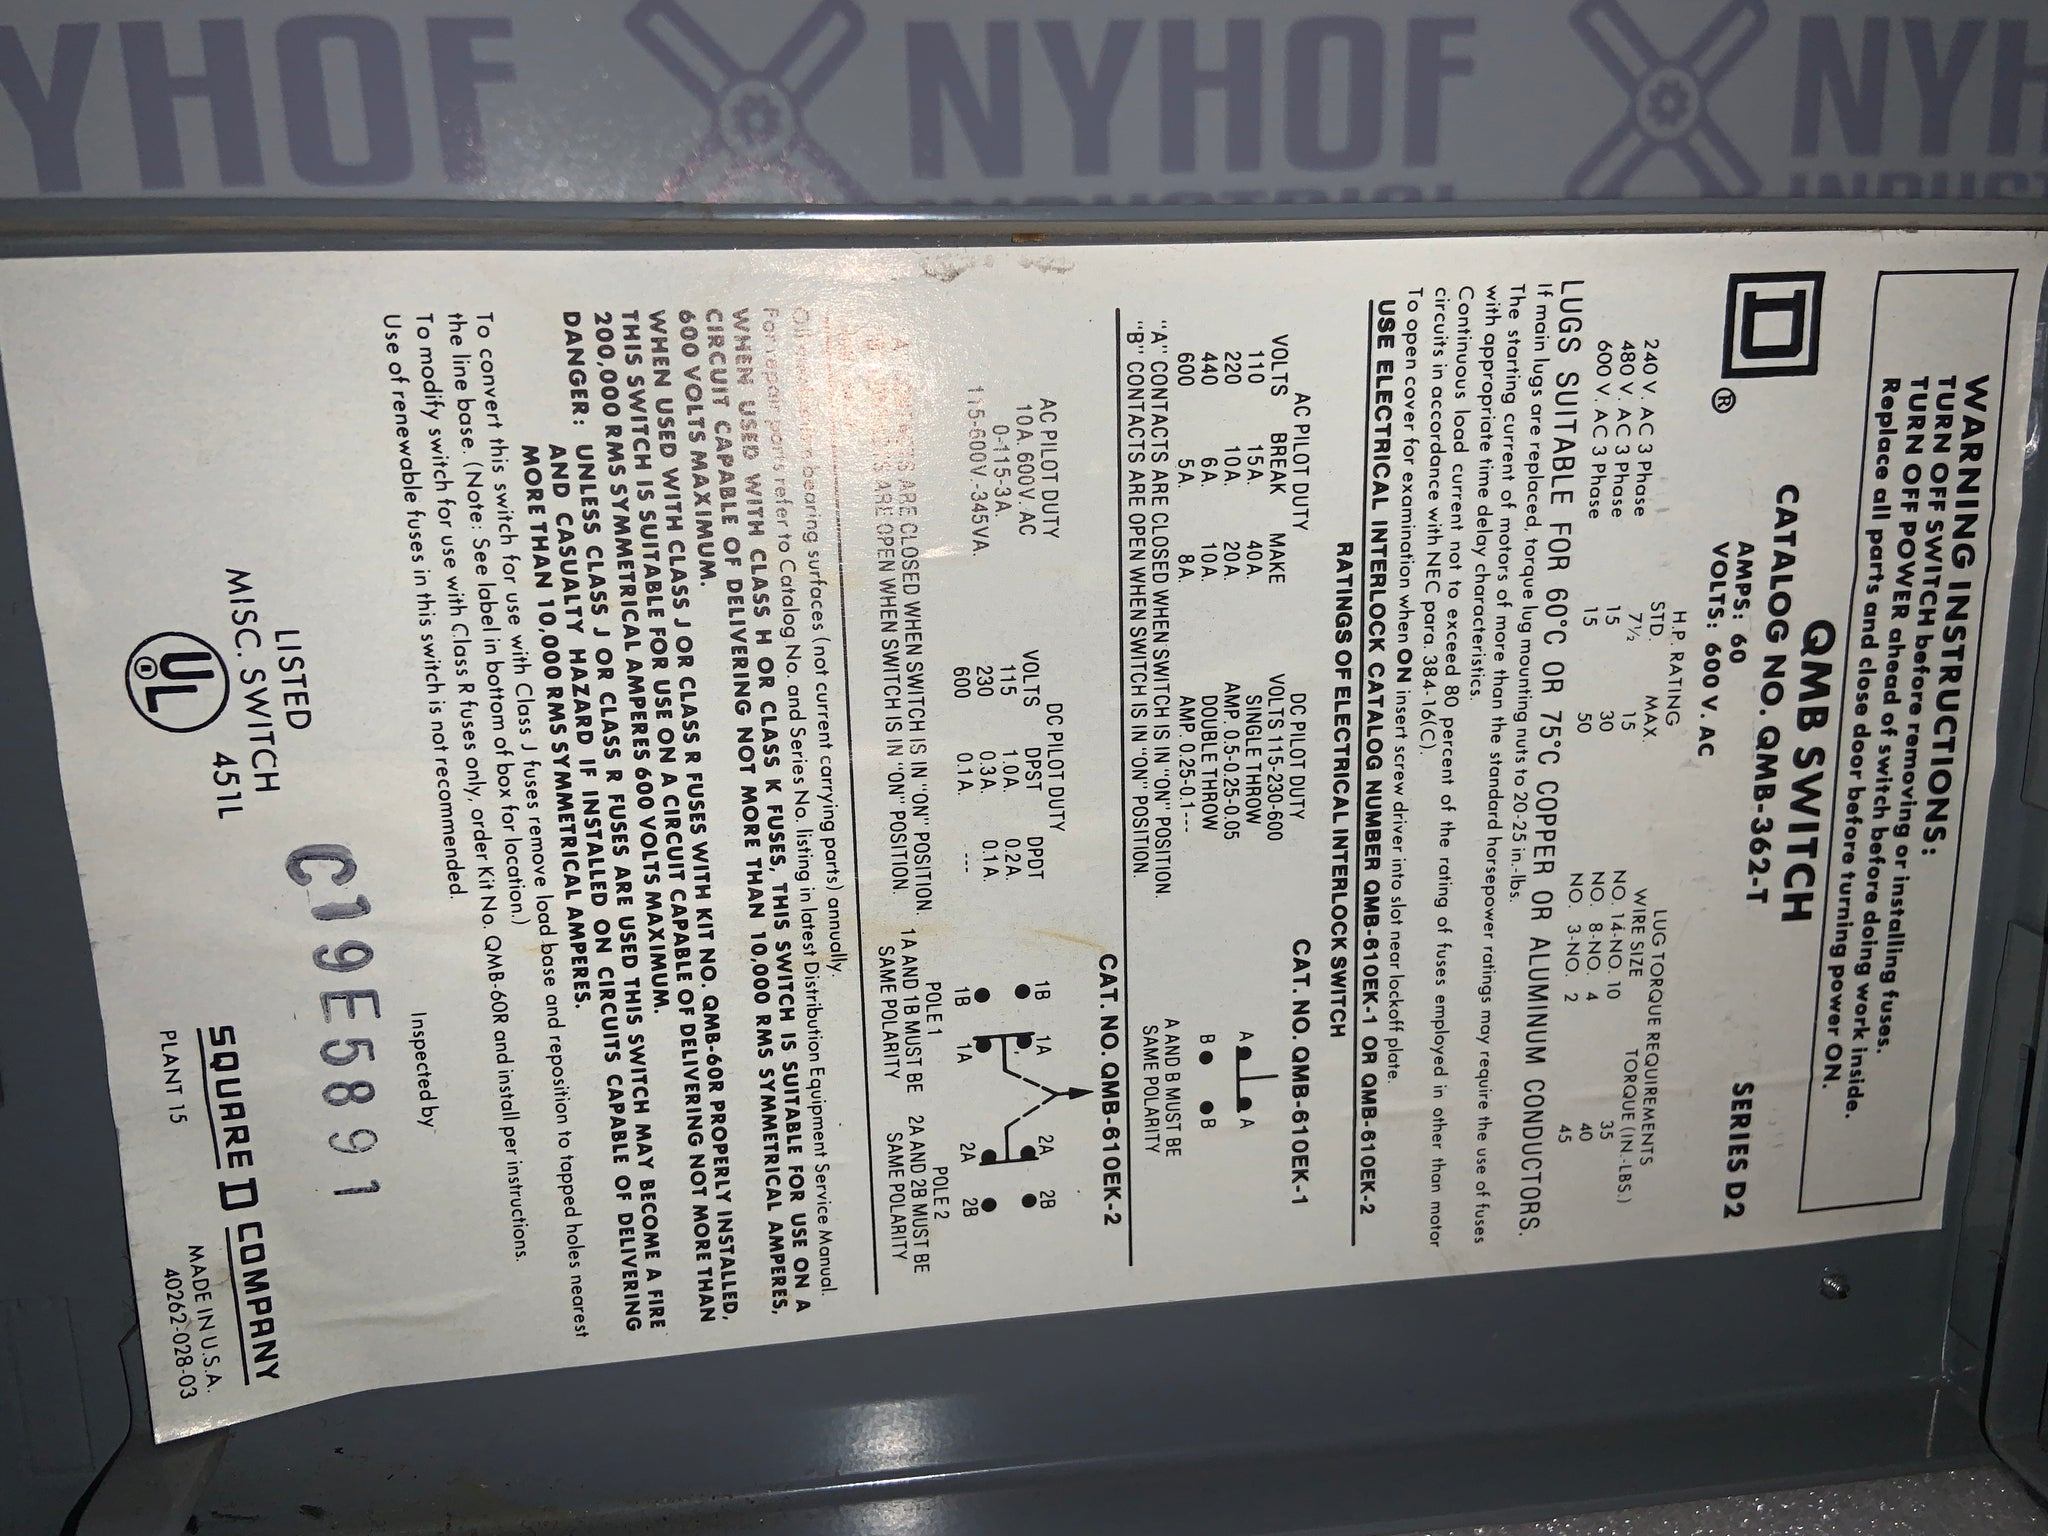 NYHOF
NYHOF
INDUSTRIAL
NYH
INDUST
WARNING INSTRUCTIONS:
TURN OFF SWITCH before removing or installing fuses.
TURN OFF POWER ahead of switch before doing work inside.
Replace all parts and close door before turning power ON.
D
®
QMB SWITCH
CATALOG NO. QMB-362-T
SERIES D2
AMPS: 60
VOLTS: 600 V. AC
H.P. RATING
STD. MAX.
240 V. AC 3 Phase 7½ 15
480 V. AC 3 Phase 15 30
600 V. AC 3 Phase 15 50
LUG TORQUE REQUIREMENTS
WIRE SIZE TORQUE (IN.-LBS.)
NO. 14-NO. 10 35
NO. 8-NO. 4 40
NO. 3-NO. 2 45
LUGS SUITABLE FOR 60°C OR 75°C COPPER OR ALUMINUM CONDUCTORS.
If main lugs are replaced, torque lug mounting nuts to 20-25 in.-lbs.
The starting current of motors of more than the standard horsepower ratings may require the use of fuses
with appropriate time delay characteristics.
Continuous load current not to exceed 80 percent of the rating of fuses employed in other than motor
circuits in accordance with NEC para. 384-16(C).
To open cover for examination when ON insert screw driver into slot near lockoff plate.
USE ELECTRICAL INTERLOCK CATALOG NUMBER QMB-610EK-1 OR QMB-610EK-2
RATINGS OF ELECTRICAL INTERLOCK SWITCH
CAT. NO. QMB-610EK-1
AC PILOT DUTY
VOLTS BREAK MAKE
110 15A. 40A.
220 10A. 20A.
440 6A. 10A.
600 5A. 8A.
DC PILOT DUTY
VOLTS 115-230-600
SINGLE THROW
AMP. 0.5-0.25-0.05
DOUBLE THROW
AMP. 0.25-0.1---
A A
B B
"A" CONTACTS ARE CLOSED WHEN SWITCH IS IN "ON" POSITION.
"B" CONTACTS ARE OPEN WHEN SWITCH IS IN "ON" POSITION.
A AND B MUST BE
SAME POLARITY
CAT. NO. QMB-610EK-2
AC PILOT DUTY
10A. 600V. AC
0-115-3A.
115-600V.-345VA.
DC PILOT DUTY
VOLTS DPST DPDT
115 1.0A. 0.2A.
230 0.3A. 0.1A.
600 0.1A. ---
1B 1A 2A 2B
1B 1A 2A 2B
POLE 1 POLE 2
ARE CLOSED WHEN SWITCH IS IN "ON" POSITION.
ARE OPEN WHEN SWITCH IS IN "ON" POSITION.
1A AND 1B MUST BE
SAME POLARITY
2A AND 2B MUST BE
SAME POLARITY
bearing surfaces (not current carrying parts) annually.
For repair parts refer to Catalog No. and Series No. listing in latest Distribution Equipment Service Manual.
WHEN USED WITH CLASS H OR CLASS K FUSES, THIS SWITCH IS SUITABLE FOR USE ON A
CIRCUIT CAPABLE OF DELIVERING NOT MORE THAN 10,000 RMS SYMMETRICAL AMPERES,
600 VOLTS MAXIMUM.
WHEN USED WITH CLASS J OR CLASS R FUSES WITH KIT NO. QMB-60R PROPERLY INSTALLED,
THIS SWITCH IS SUITABLE FOR USE ON A CIRCUIT CAPABLE OF DELIVERING NOT MORE THAN
200,000 RMS SYMMETRICAL AMPERES 600 VOLTS MAXIMUM.
DANGER: UNLESS CLASS J OR CLASS R FUSES ARE USED THIS SWITCH MAY BECOME A FIRE
AND CASUALTY HAZARD IF INSTALLED ON CIRCUITS CAPABLE OF DELIVERING
MORE THAN 10,000 RMS SYMMETRICAL AMPERES.
To convert this switch for use with Class J fuses remove load base and reposition to tapped holes nearest
the line base. (Note: See label in bottom of box for location.)
To modify switch for use with Class R fuses only, order Kit No. QMB-60R and install per instructions.
Use of renewable fuses in this switch is not recommended.
Inspected by
C19E5891
LISTED
MISC. SWITCH
UL
®
451L
SQUARE D COMPANY
PLANT 15
MADE IN U.S.A.
40262-028-03